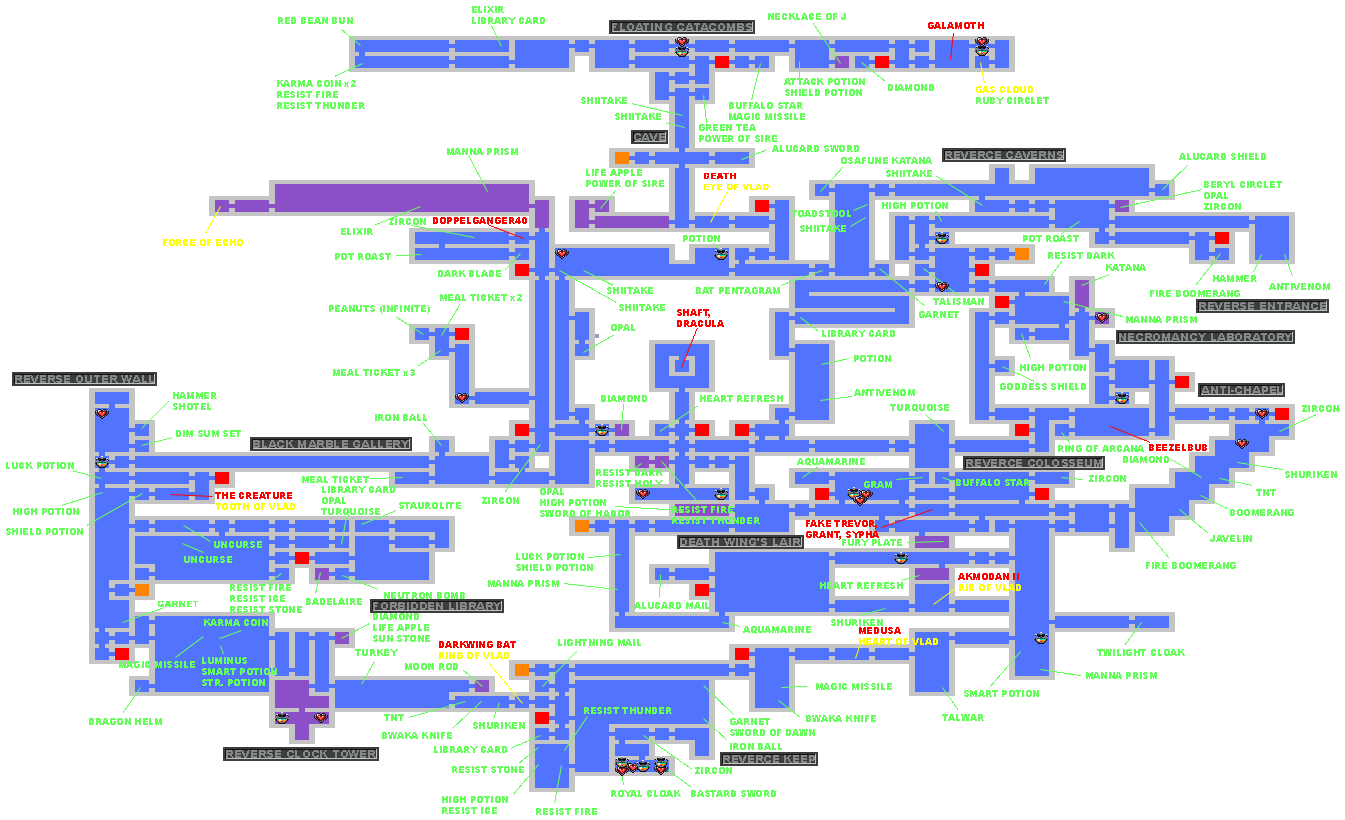 ELIXIR
LIBRARY CARD
RED BEAN BUN
FLOATING CATACOMBS
NECKLACE OF J
GALAMOTH
KARMA COIN x2
RESIST FIRE
RESIST THUNDER
ATTACK POTION
SHIELD POTION
DIAMOND
GAS CLOUD
RUBY CIRCLET
SHIITAKE
SHIITAKE
BUFFALO STAR
MAGIC MISSILE
GREEN TEA
POWER OF SIRE
CAVE
ALUCARD SWORD
MANNA PRISM
OSAFUNE KATANA
REVERCE CAVERNS
SHIITAKE
ALUCARD SHIELD
LIFE APPLE
POWER OF SIRE
DEATH
EYE OF VLAD
BERYL CIRCLET
OPAL
ZIRCON
TOADSTOOL
SHIITAKE
HIGH POTION
ZIRCON
DOPPELGANGER40
ELIXIR
FORCE OF ECHO
POTION
POT ROAST
POT ROAST
RESIST DARK
KATANA
DARK BLADE
SHIITAKE
SHIITAKE
BAT PENTAGRAM
TALISMAN
GARNET
FIRE BOOMERANG
HAMMER
ANTIVENOM
REVERSE ENTRANCE
MEAL TICKET x2
PEANUTS (INFINITE)
SHAFT,
DRACULA
OPAL
LIBRARY CARD
MANNA PRISM
NECROMANCY LABORATORY
MEAL TICKET x3
POTION
HIGH POTION
GODDESS SHIELD
REVERSE OUTER WALL
ANTI-CHAPEL
HAMMER
SHOTEL
DIM SUM SET
IRON BALL
DIAMOND
HEART REFRESH
ANTIVENOM
TURQUOISE
ZIRCON
BLACK MARBLE GALLERY
RING OF ARCANA
BEEZELBUB
LUCK POTION
MEAL TICKET
LIBRARY CARD
OPAL
TURQUOISE
RESIST DARK
RESIST HOLY
AQUAMARINE
REVERCE COLOSSEUM
DIAMOND
GRAM
BUFFALO STAR
ZIRCON
SHURIKEN
TNT
THE CREATURE
TOOTH OF VLAD
HIGH POTION
SHIELD POTION
STAUROLITE
ZIRCON
OPAL
HIGH POTION
SWORD OF HADOR
RESIST FIRE
RESIST THUNDER
BOOMERANG
FAKE TREVOR,
GRANT, SYPHA
JAVELIN
UNCURSE
UNCURSE
DEATH WING'S LAIR
FURY PLATE
FIRE BOOMERANG
LUCK POTION
SHIELD POTION
MANNA PRISM
RESIST FIRE
RESIST ICE
RESIST STONE
BADELAIRE
NEUTRON BOMB
HEART REFRESH
AKMODAN II
RIB OF VLAD
ALUCARD MAIL
GARNET
FORBIDDEN LIBRARY
KARMA COIN
DIAMOND
LIFE APPLE
SUN STONE
SHURIKEN
AQUAMARINE
MEDUSA
HEART OF VLAD
TWILIGHT CLOAK
MAGIC MISSILE
LUMINUS
SMART POTION
STR. POTION
TURKEY
DARKWING BAT
RING OF VLAD
MOON ROD
LIGHTNING MAIL
MANNA PRISM
MAGIC MISSILE
SMART POTION
DRAGON HELM
TNT
BWAKA KNIFE
SHURIKEN
RESIST THUNDER
GARNET
SWORD OF DAWN
IRON BALL
BWAKA KNIFE
TALWAR
REVERSE CLOCK TOWER
LIBRARY CARD
RESIST STONE
REVERCE KEEP
ZIRCON
HIGH POTION
RESIST ICE
RESIST FIRE
ROYAL CLOAK
BASTARD SWORD